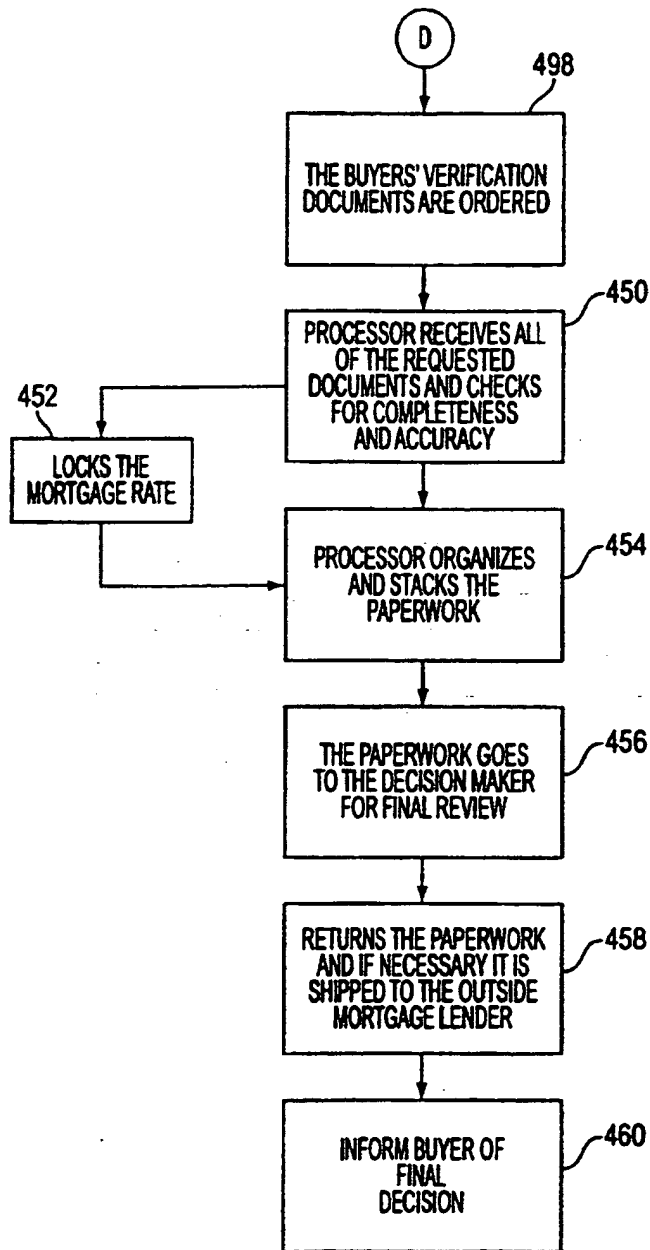 D
498
THE BUYERS' VERIFICATION
DOCUMENTS ARE ORDERED
450
PROCESSOR RECEIVES ALL
OF THE REQUESTED
DOCUMENTS AND CHECKS
FOR COMPLETENESS
AND ACCURACY
452
LOCKS THE
MORTGAGE RATE
454
PROCESSOR ORGANIZES
AND STACKS THE
PAPERWORK
456
THE PAPERWORK GOES
TO THE DECISION MAKER
FOR FINAL REVIEW
458
RETURNS THE PAPERWORK
AND IF NECESSARY IT IS
SHIPPED TO THE OUTSIDE
MORTGAGE LENDER
460
INFORM BUYER OF
FINAL
DECISION